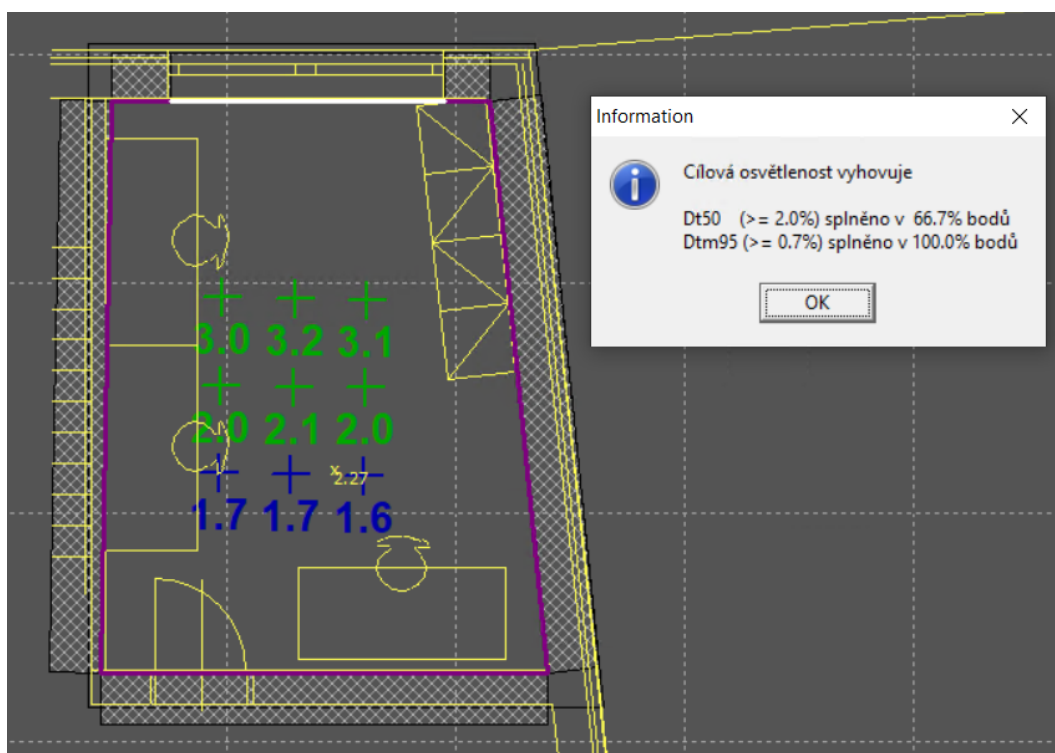 Information
Cílová osvětlenost vyhovuje
Dt50 (>= 2.0%) splněno v 66.7% bodů
Dtm95 (>= 0.7%) splněno v 100.0% bodů
OK
3.0 3.2 3.1
2.0 2.1 2.0
x 2.27
1.7 1.7 1.6